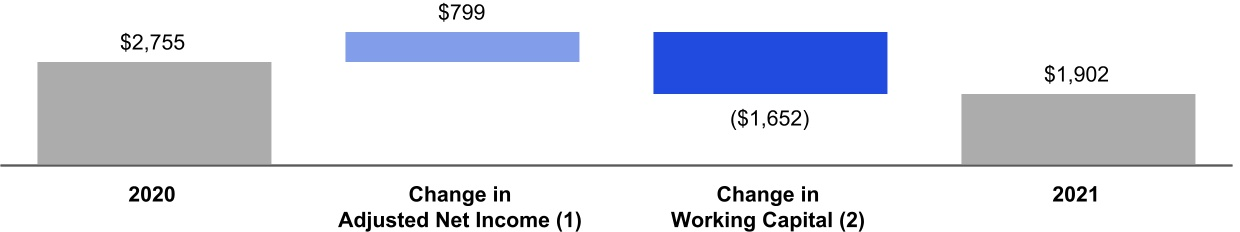 $799
$2,755
$1,902
($1,652)
2020
Change in
Adjusted Net Income (1)
Change in
Working Capital (2)
2021